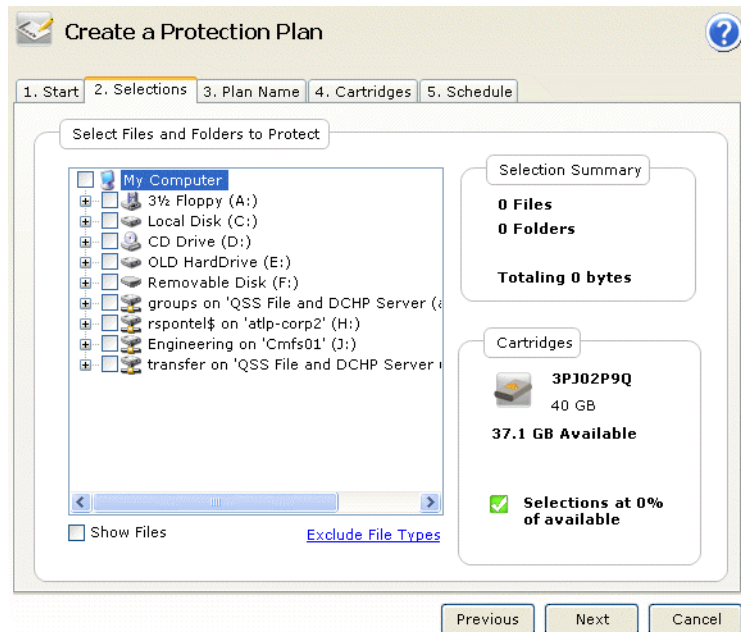 Create a Protection Plan
?
1. Start 2. Selections 3. Plan Name 4. Cartridges 5. Schedule
Select Files and Folders to Protect
My Computer
3½ Floppy (A:)
Local Disk (C:)
CD Drive (D:)
OLD HardDrive (E:)
Removable Disk (F:)
groups on 'QSS File and DCHP Server (
rspontel$ on 'atlp-corp2' (H:)
Engineering on 'Cmfs01' (J:)
transfer on 'QSS File and DCHP Server
Show Files
Exclude File Types
Selection Summary
0 Files
0 Folders
Totaling 0 bytes
Cartridges
3PJ02P9Q
40 GB
37.1 GB Available
Selections at 0%
of available
Previous Next Cancel